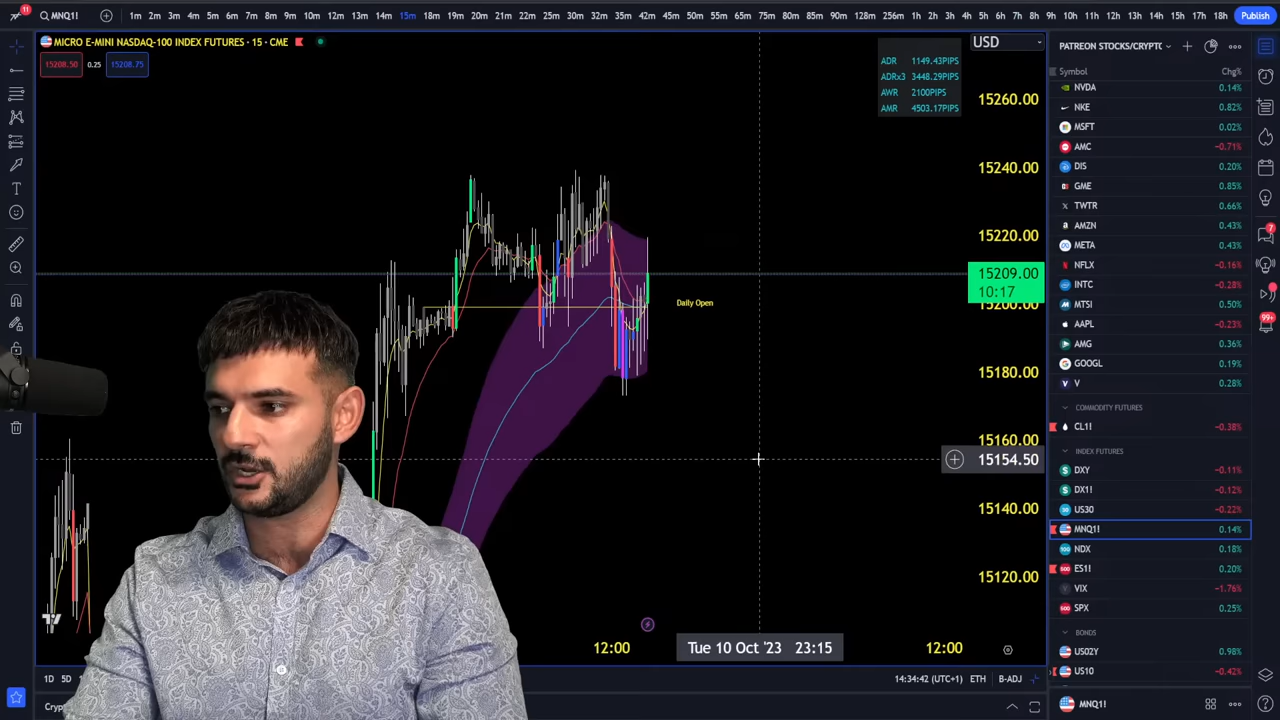 11
MNQ1!
1m 2m 3m 4m 5m 6m 7m 8m 9m 10m 11m 12m 13m 14m 15m 18m 19m 20m 21m 25m 30m 32m 35m 42m 45m 50m 55m 65m 75m 78m 85m 128m 256m 1h 2h 3h 4h 5h 6h 7h 8h 9h 10h 11h 12h 13h 14h 15h 17h 18h
Publish
MICRO E-MINI NASDAQ-100 INDEX FUTURES · 15 · CME
15208.50 0.25 15208.75
USD
ADR 1149.43PIPS
ADRx3 3448.29PIPS
AWR 2100PIPS
AMR 4503.17PIPS
15260.00
15240.00
15220.00
15209.00
10:17
15200.00
15180.00
15160.00
15154.50
15140.00
15120.00
Daily Open
12:00
Tue 10 Oct '23 23:15
12:00
1D 5D
14:34:42 (UTC+1) ETH B-ADJ
PATREON STOCKS/CRYPTO
Symbol Chg%
NVDA 0.14%
NKE 0.82%
MSFT 0.02%
AMC −0.71%
DIS 0.20%
GME 0.85%
TWTR 0.66%
AMZN 0.43%
META 0.43%
NFLX −0.16%
INTC −0.28%
MTSI 0.50%
AAPL −0.23%
AMG 0.36%
GOOGL 0.19%
V 0.28%
COMMODITY FUTURES
CL1! −0.38%
INDEX FUTURES
DXY −0.11%
DX1! −0.12%
US30 −0.22%
MNQ1! 0.14%
NDX 0.18%
ES1! 0.20%
VIX −1.76%
SPX 0.25%
BONDS
US02Y 0.98%
US10 −0.42%
MNQ1!
7
99+